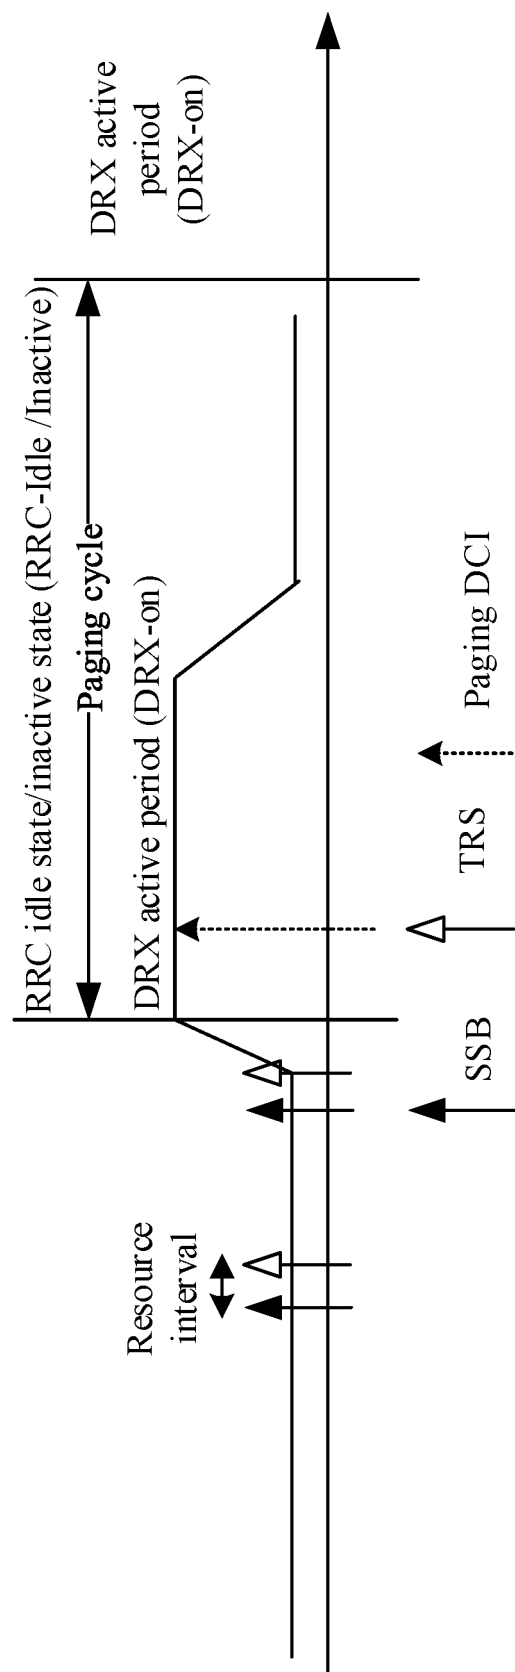 RRC idle state/inactive state (RRC-Idle /Inactive)
Paging cycle
DRX active period (DRX-on)
DRX active
period
(DRX-on)
Resource
interval
SSB
TRS
Paging DCI